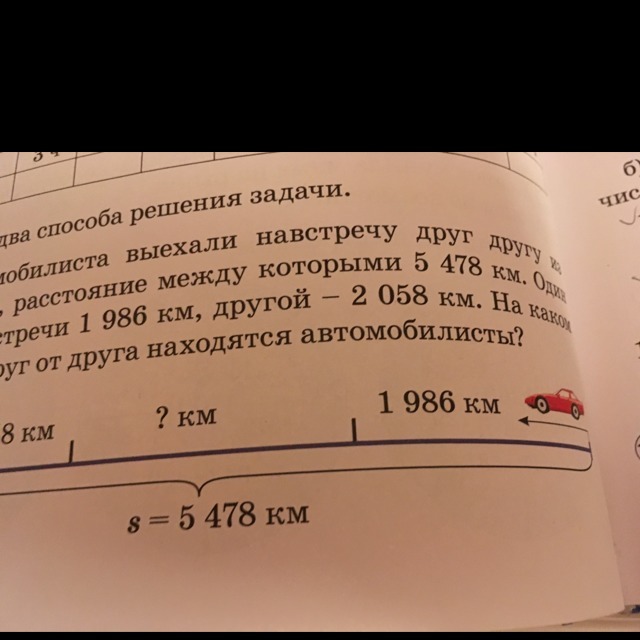 3 ч
два способа решения задачи.
мобилиста выехали навстречу друг другу из
, расстояние между которыми 5 478 км. Один
стречи 1 986 км, другой – 2 058 км. На каком
руг от друга находятся автомобилисты?
8 км ? км 1 986 км
s = 5 478 км
чис